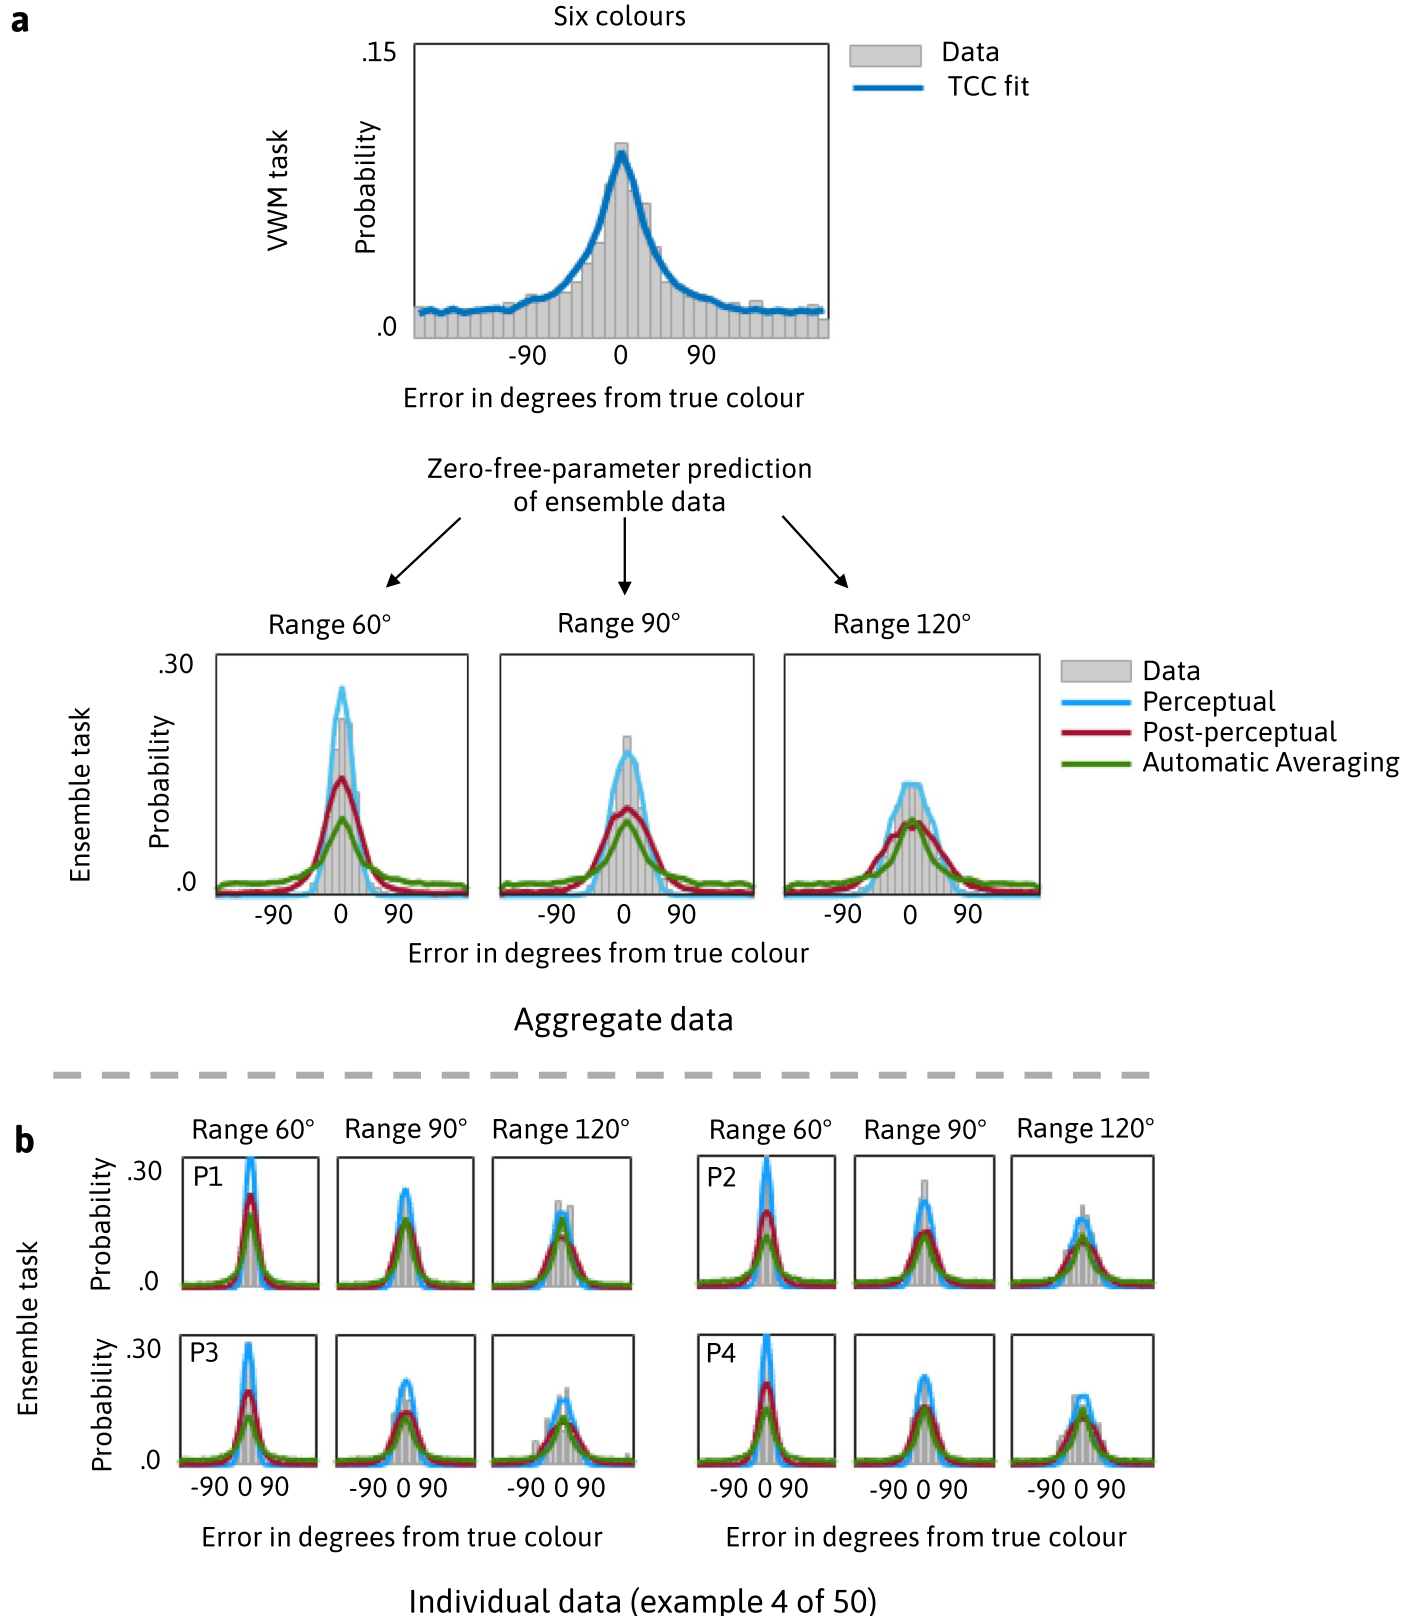 a
Six colours
.15
Data
TCC fit
VWM task
Probability
.0
-90 0 90
Error in degrees from true colour
Zero-free-parameter prediction
of ensemble data
Range 60° Range 90° Range 120°
.30
Data
Perceptual
Post-perceptual
Automatic Averaging
Ensemble task
Probability
.0
-90 0 90 -90 0 90 -90 0 90
Error in degrees from true colour
Aggregate data
b
Range 60° Range 90° Range 120° Range 60° Range 90° Range 120°
.30
P1
P2
Probability
.0
Ensemble task
.30
P3
P4
Probability
.0
-90 0 90 -90 0 90 -90 0 90 -90 0 90 -90 0 90 -90 0 90
Error in degrees from true colour Error in degrees from true colour
Individual data (example 4 of 50)